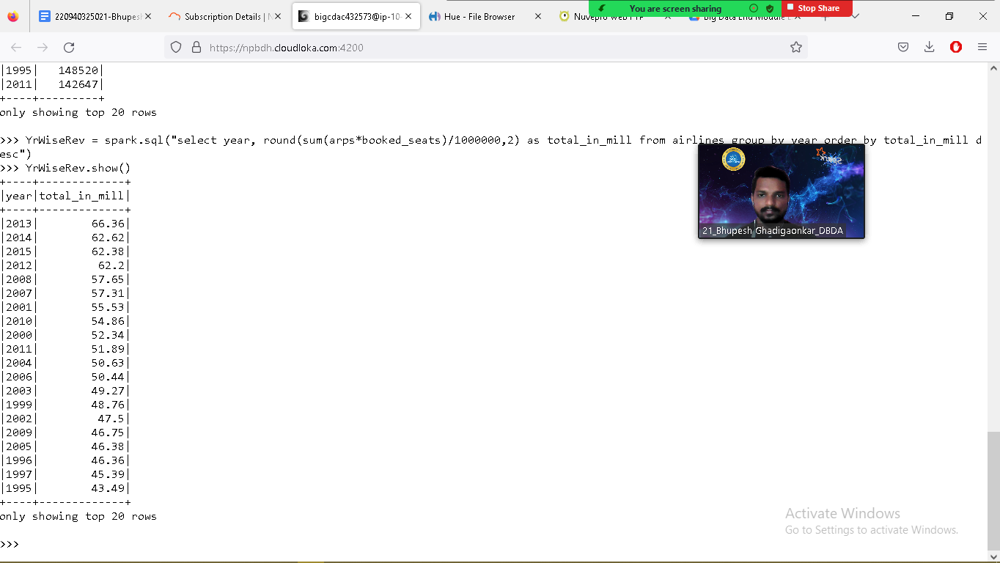 220940325021-Bhupesh
Subscription Details | N
bigcdac432573@ip-10-
Hue - File Browser
Nuvepro Web FTP
Big Data End Module E
You are screen sharing
Stop Share
https://npbdh.cloudloka.com:4200
|1995|   148520|
|2011|   142647|
+----+---------+
only showing top 20 rows
>>> YrWiseRev = spark.sql("select year, round(sum(arps*booked_seats)/1000000,2) as total_in_mill from airlines group by year order by total_in_mill d
esc")
>>> YrWiseRev.show()
+----+-------------+
|year|total_in_mill|
+----+-------------+
|2013|        66.36|
|2014|        62.62|
|2015|        62.38|
|2012|         62.2|
|2008|        57.65|
|2007|        57.31|
|2001|        55.53|
|2010|        54.86|
|2000|        52.34|
|2011|        51.89|
|2004|        50.63|
|2006|        50.44|
|2003|        49.27|
|1999|        48.76|
|2002|         47.5|
|2009|        46.75|
|2005|        46.38|
|1996|        46.36|
|1997|        45.39|
|1995|        43.49|
+----+-------------+
only showing top 20 rows
>>>
21_Bhupesh Ghadigaonkar_DBDA
Activate Windows
Go to Settings to activate Windows.